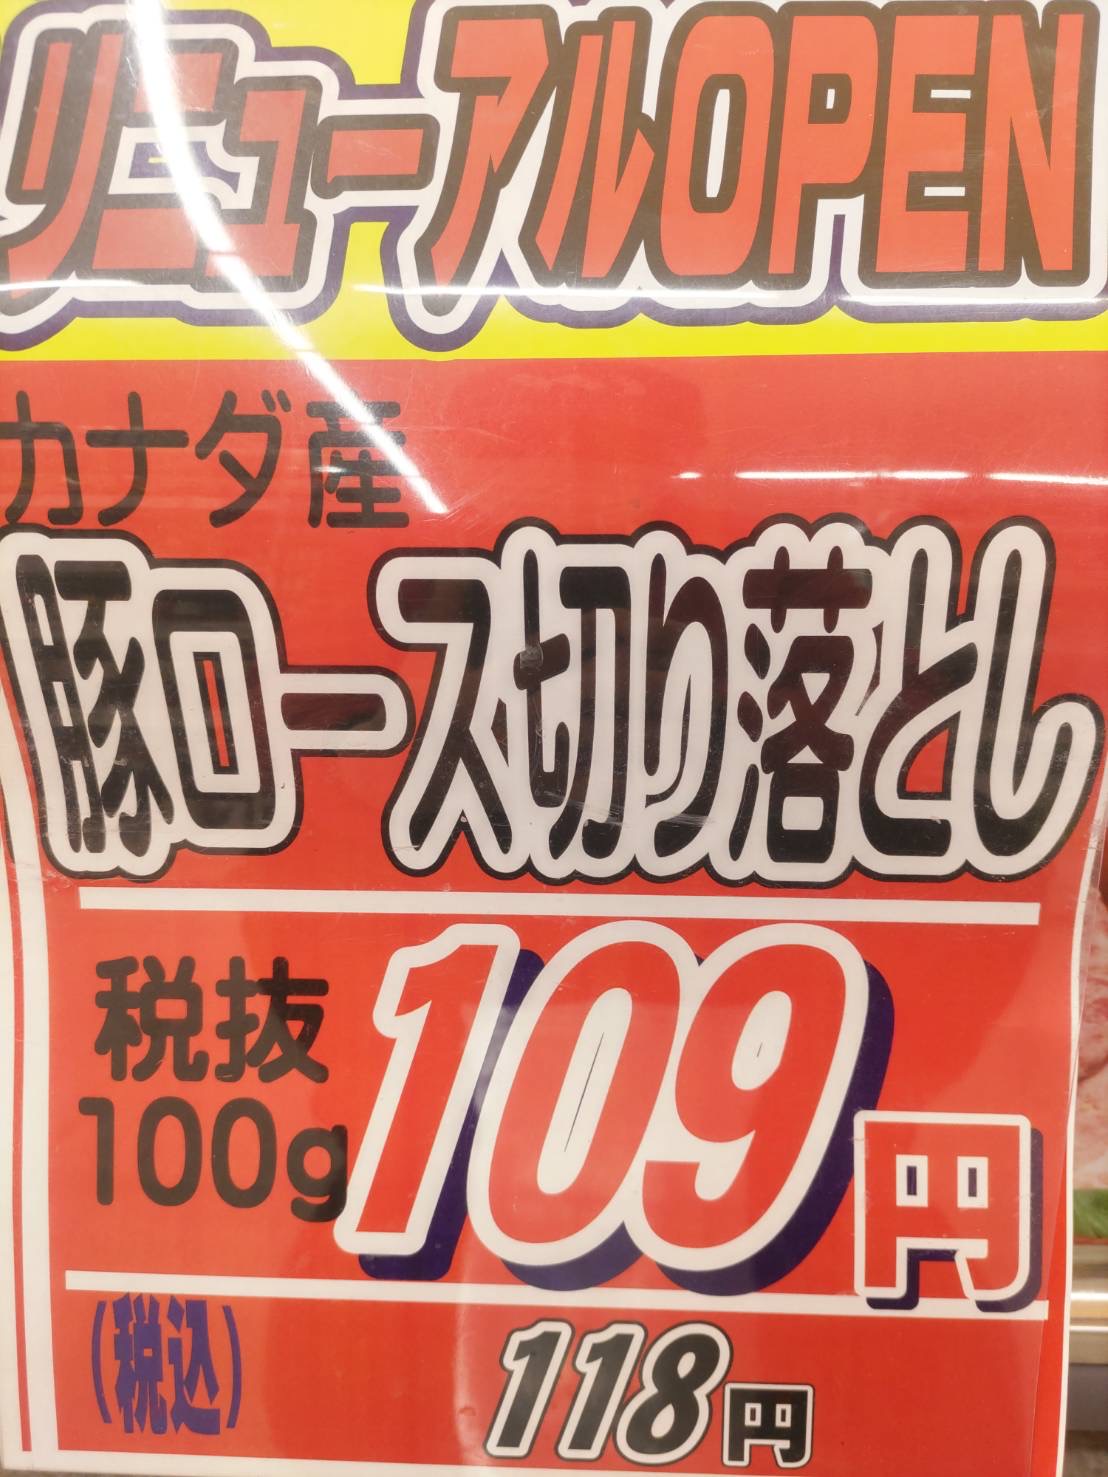 リニューアルOPEN
カナダ産
豚ロース切り落とし
税抜
100g
109円
(税込)
118円